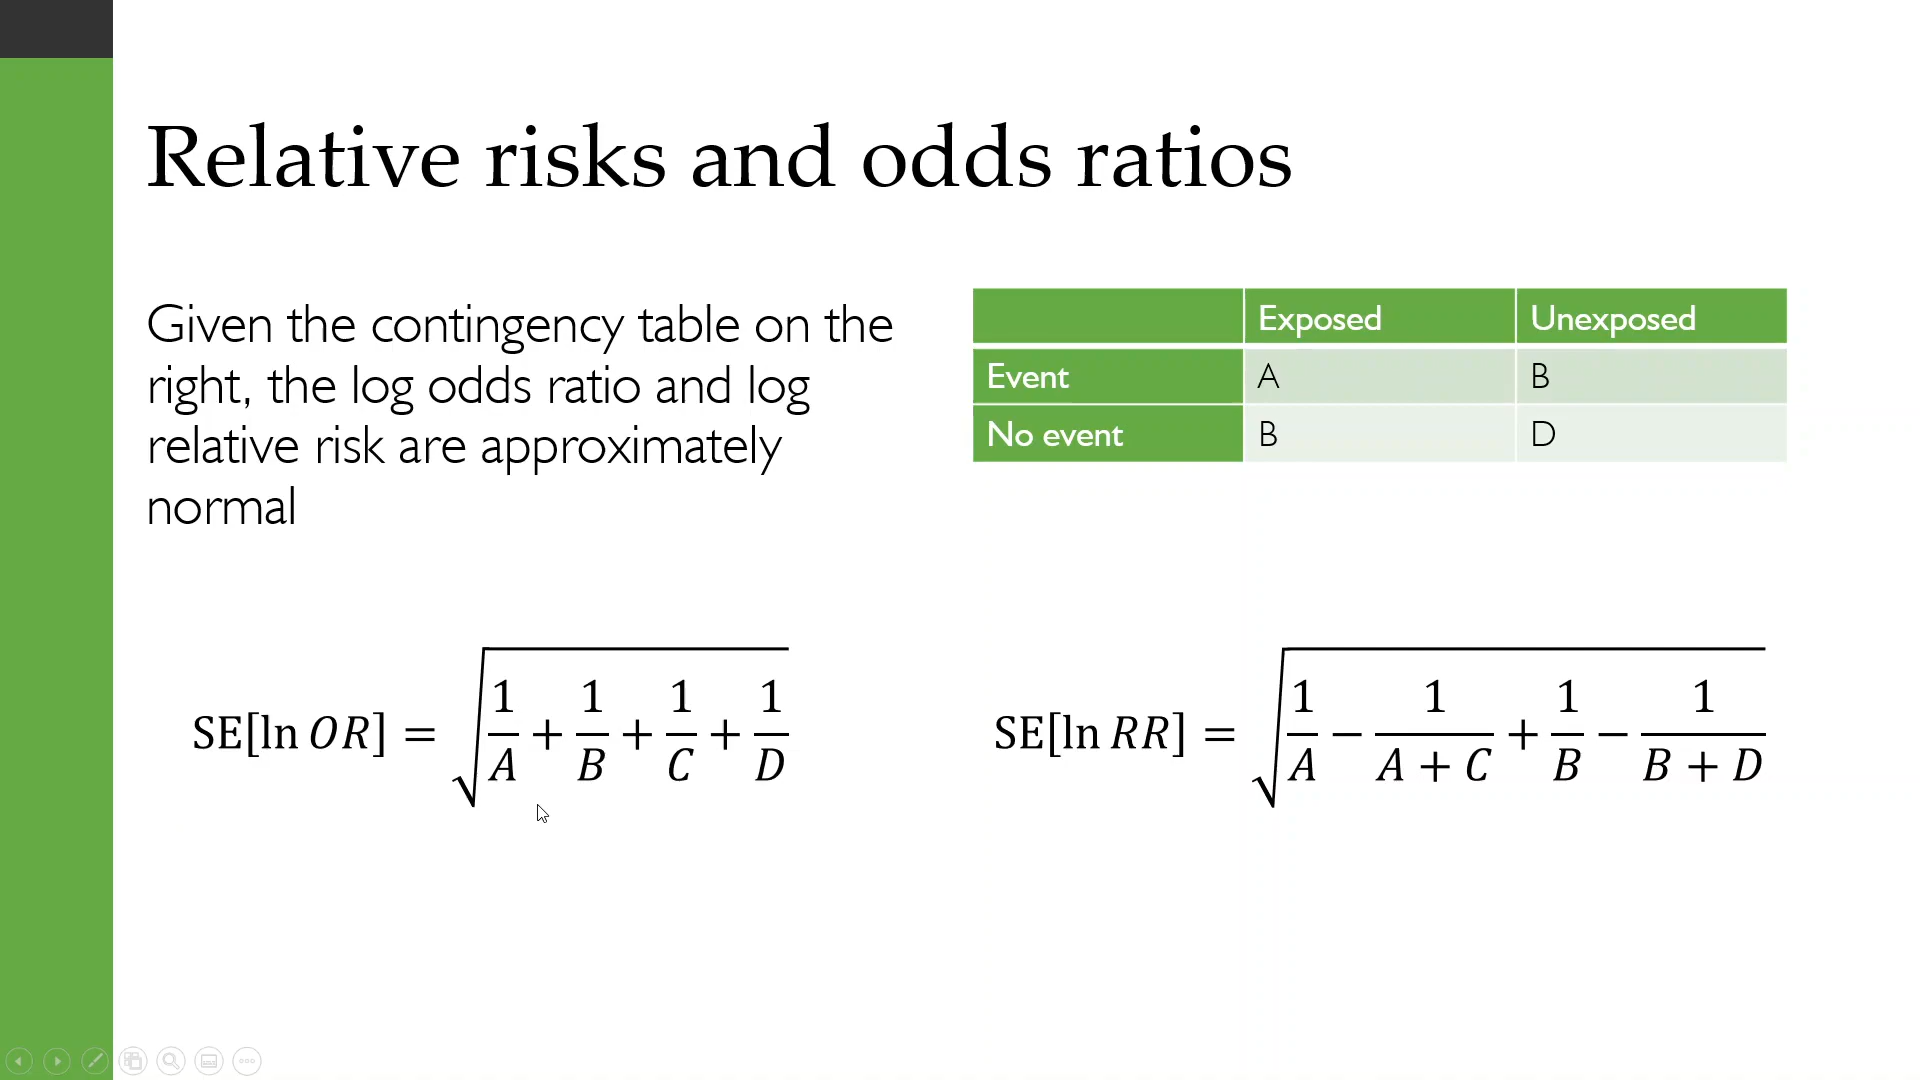 Relative risks and odds ratios
Given the contingency table on the
right, the log odds ratio and log
relative risk are approximately
normal
Exposed Unexposed
Event A B
No event B D
SE[ln OR] = √(1/A + 1/B + 1/C + 1/D)
SE[ln RR] = √(1/A − 1/(A + C) + 1/B − 1/(B + D))